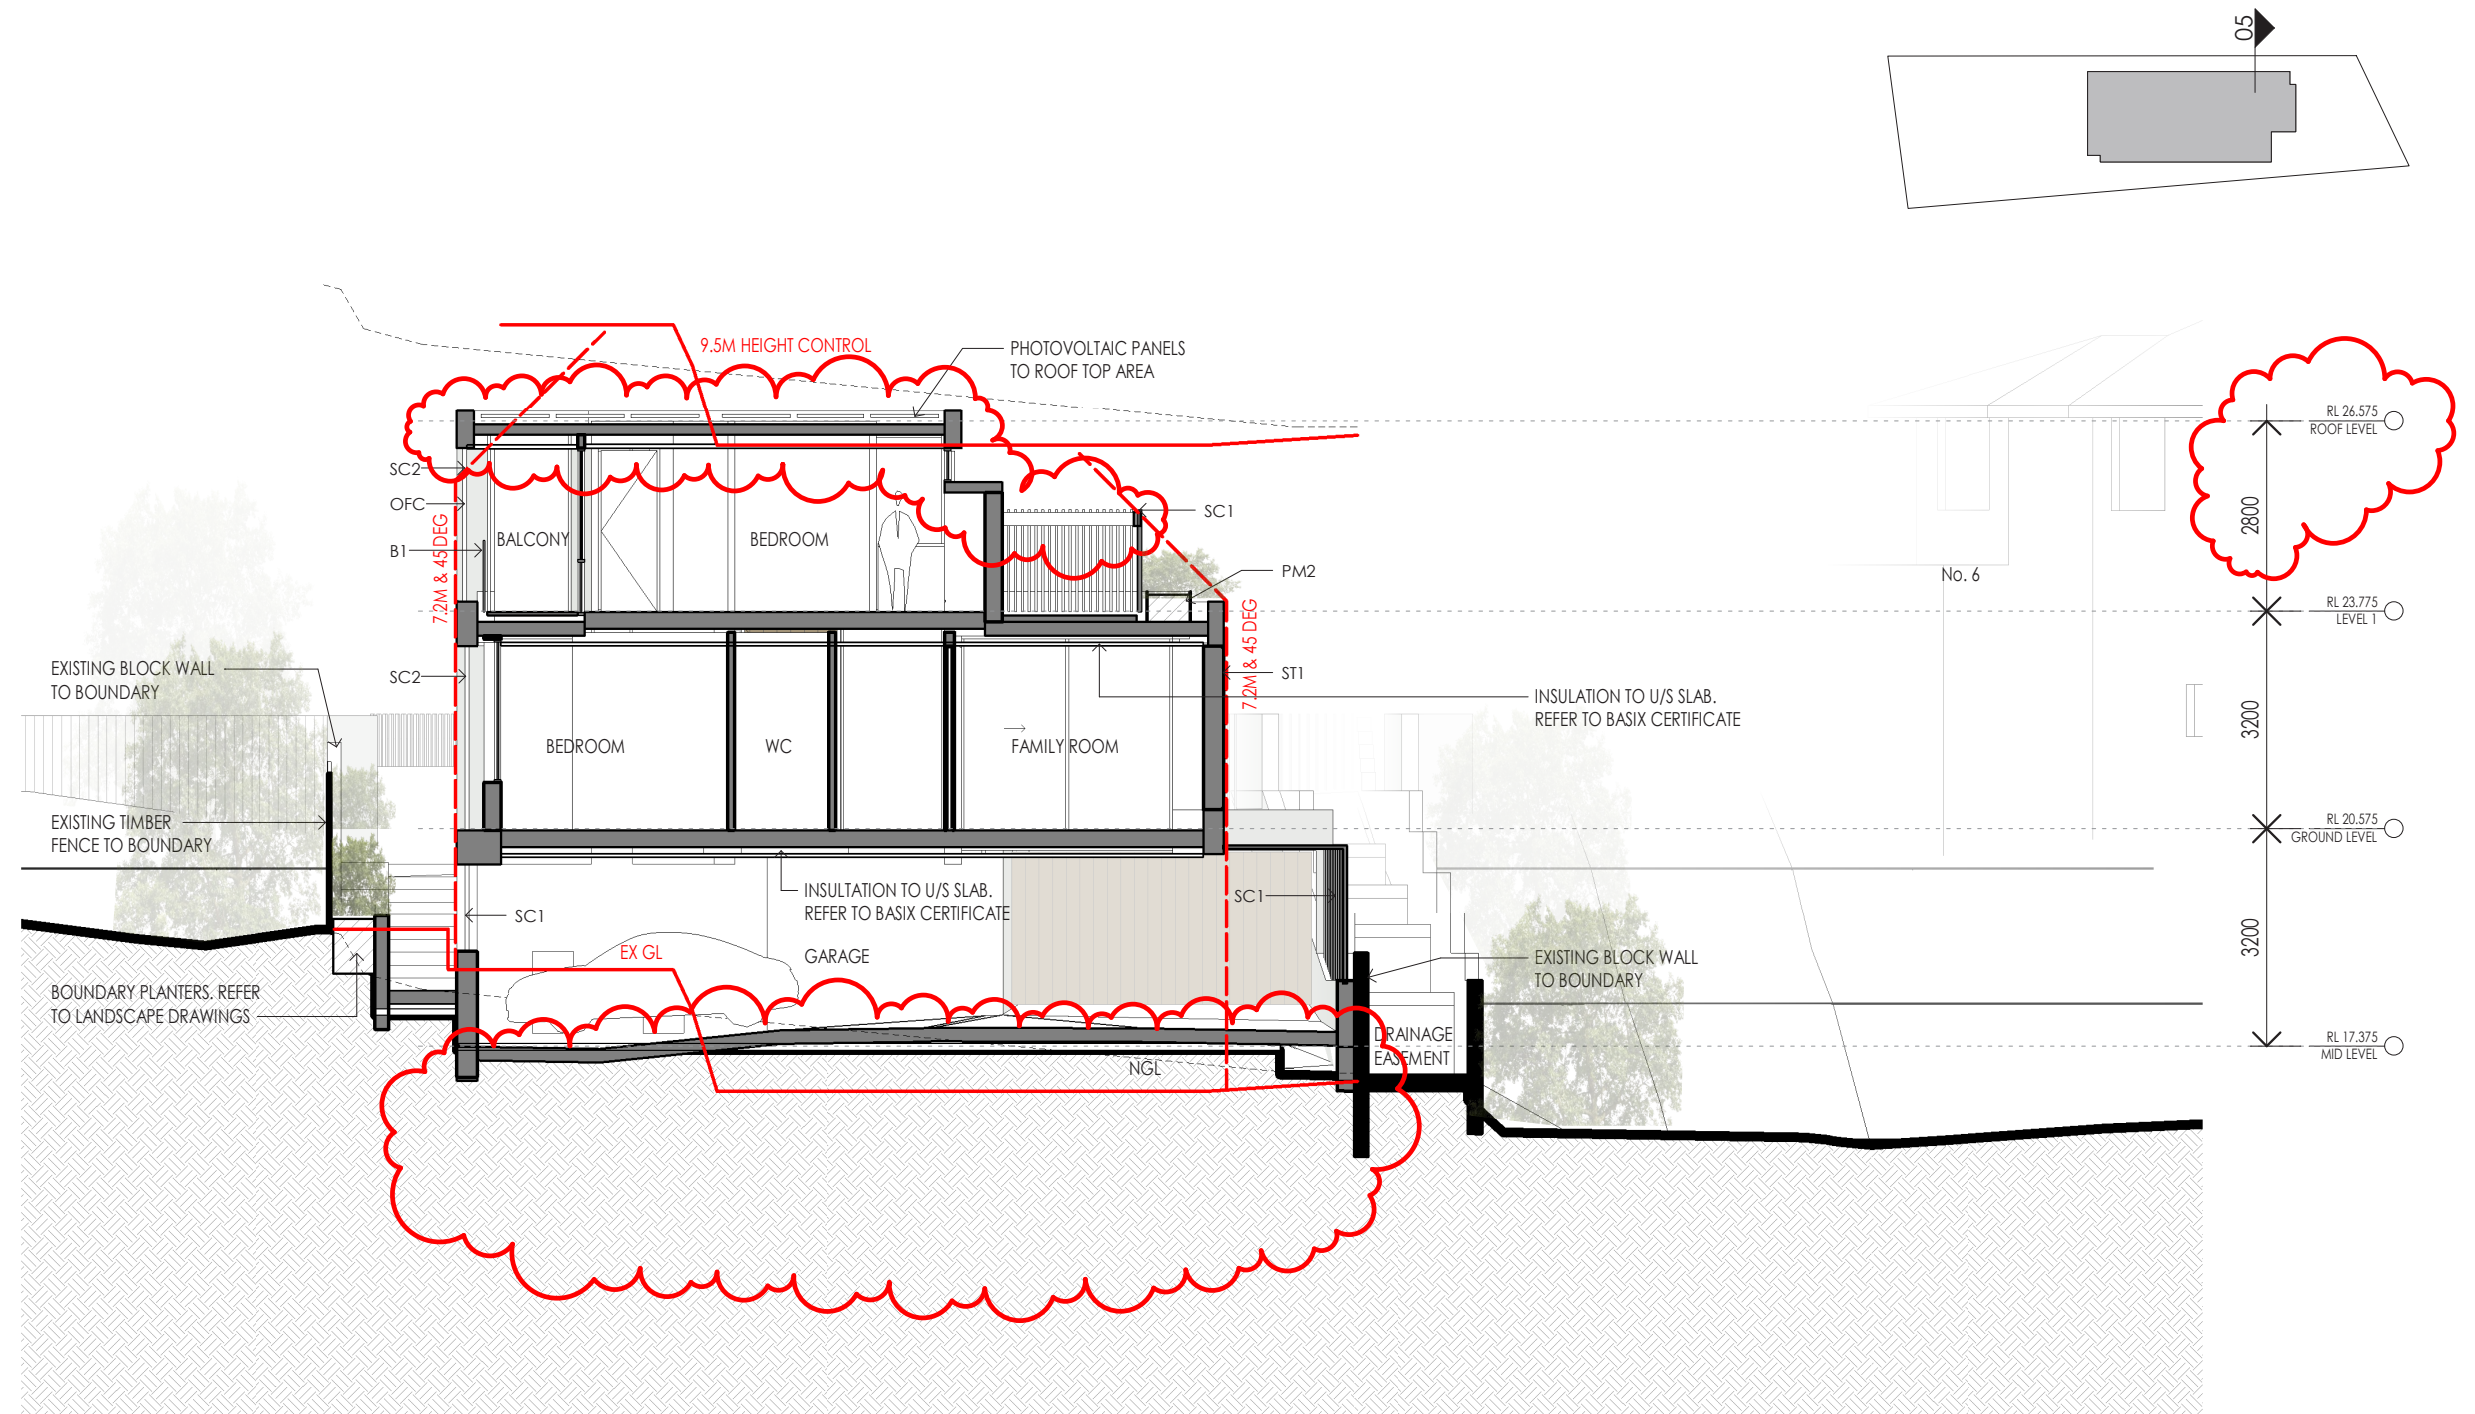 05
9.5M HEIGHT CONTROL
PHOTOVOLTAIC PANELS
TO ROOF TOP AREA
RL 26.575
ROOF LEVEL
SC2
OFC
B1
7.2M & 45 DEG
BALCONY
BEDROOM
SC1
PM2
No. 6
2800
RL 23.775
LEVEL 1
EXISTING BLOCK WALL
TO BOUNDARY
SC2
7.2M & 45 DEG
ST1
INSULATION TO U/S SLAB.
REFER TO BASIX CERTIFICATE
3200
BEDROOM
WC
FAMILY ROOM
EXISTING TIMBER
FENCE TO BOUNDARY
RL 20.575
GROUND LEVEL
INSULTATION TO U/S SLAB.
REFER TO BASIX CERTIFICATE
SC1
SC1
EX GL
GARAGE
EXISTING BLOCK WALL
TO BOUNDARY
3200
BOUNDARY PLANTERS. REFER
TO LANDSCAPE DRAWINGS
DRAINAGE
EASEMENT
NGL
RL 17.375
MID LEVEL